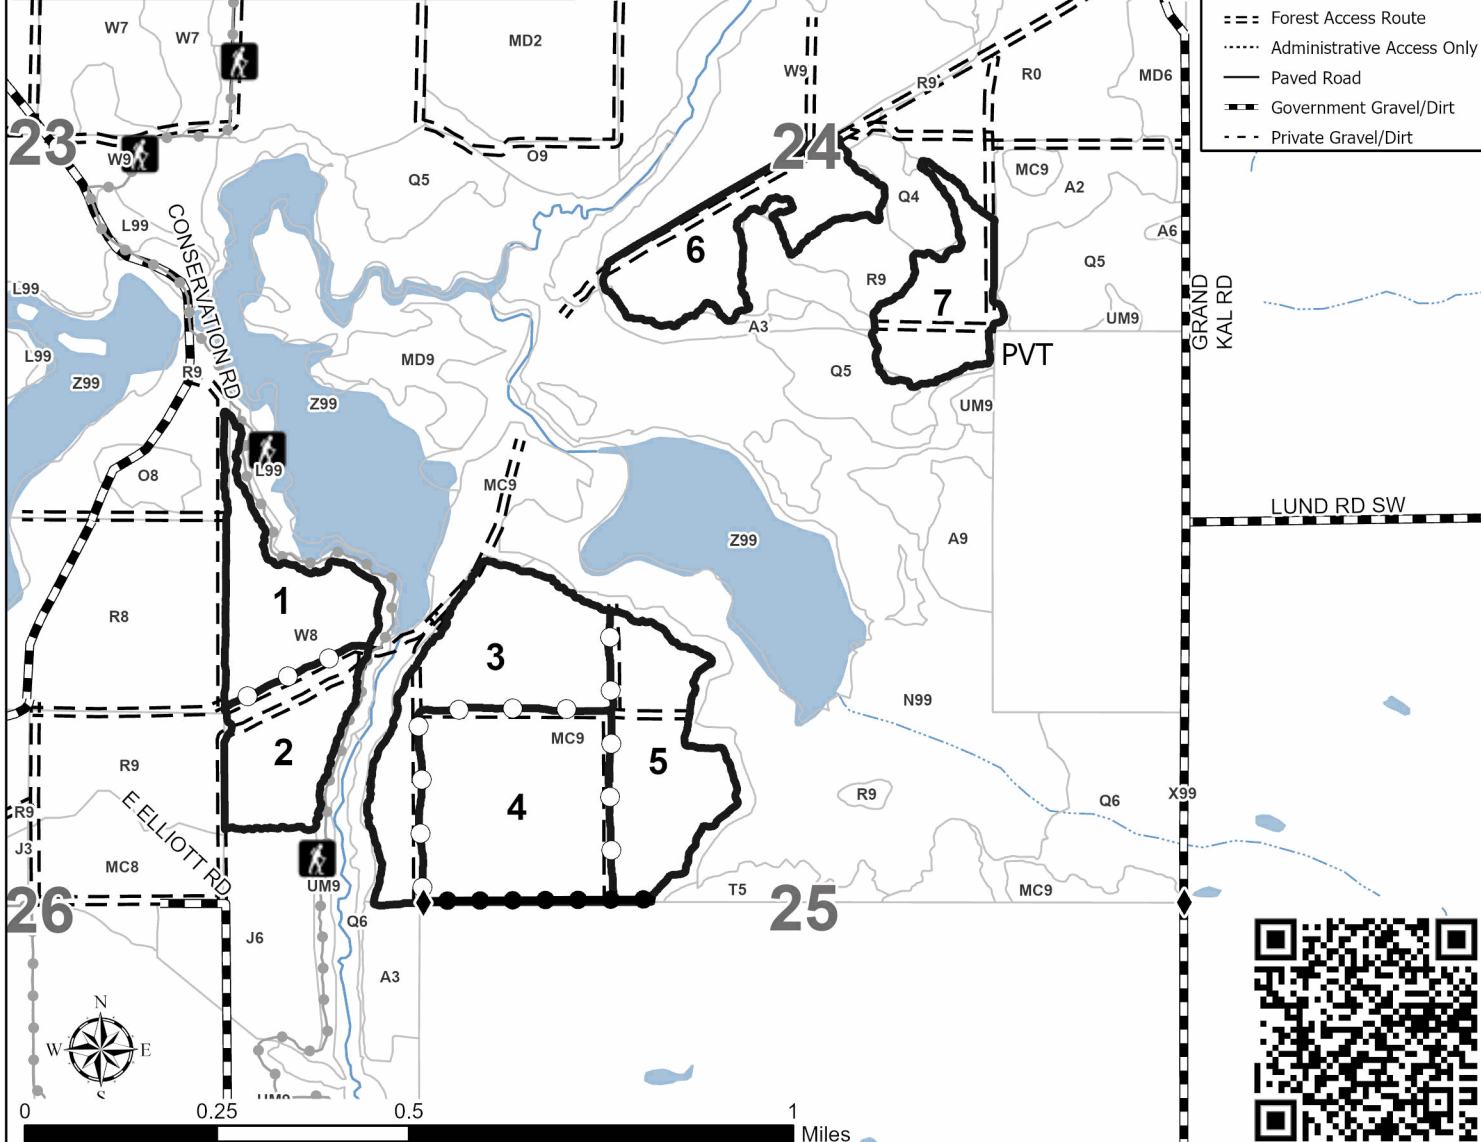 Forest Access Route
Administrative Access Only
Paved Road
Government Gravel/Dirt
Private Gravel/Dirt
W7
W7
MD2
W9
R9
R0
MD6
23
W9
24
O9
Q5
MC9
A2
Q4
L99
A6
CONSERVATION RD
6
Q5
R9
L99
7
GRAND
KAL RD
UM9
A3
L99
MD9
PVT
R9
Z99
Q5
Z99
UM9
L99
O8
MC9
LUND RD SW
Z99
A9
1
R8
W8
3
N99
MC9
2
5
R9
R9
X99
Q6
E ELLIOTT RD
4
R9
J3
MC8
UM9
T5
MC9
26
25
Q6
J6
A3
N
W
E
S
UM9
0
0.25
0.5
1
Miles